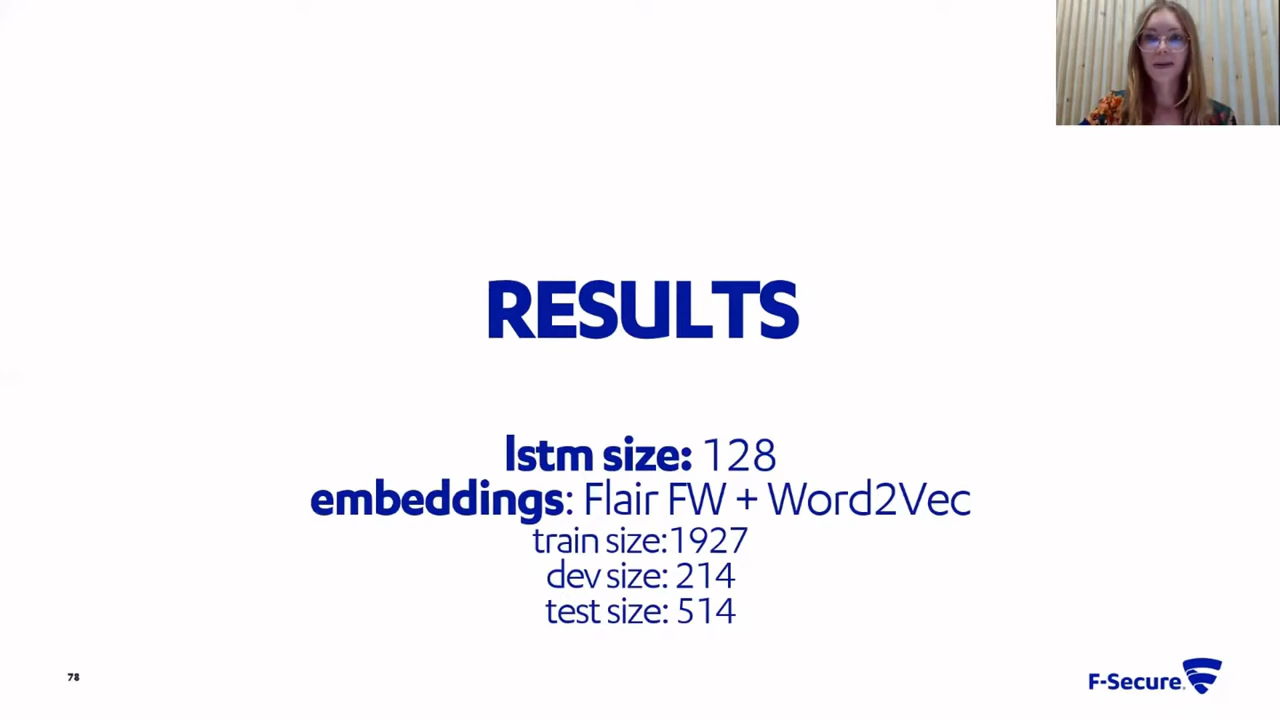 RESULTS
lstm size: 128
embeddings: Flair FW + Word2Vec
train size:1927
dev size: 214
test size: 514
78
F-Secure